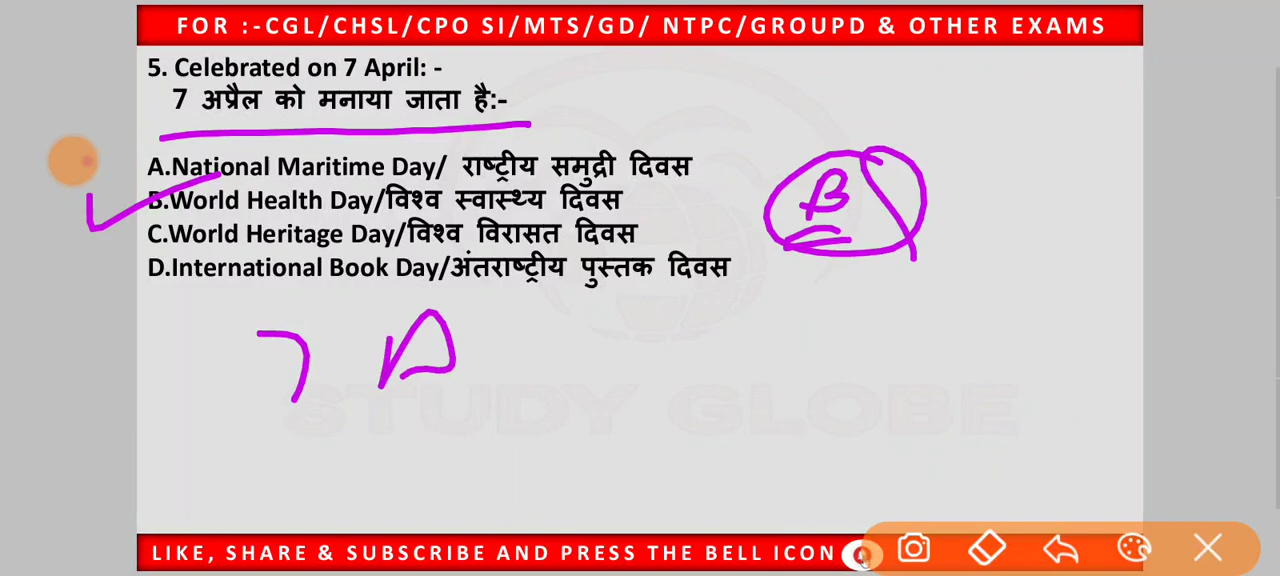 FOR :-CGL/CHSL/CPO SI/MTS/GD/ NTPC/GROUPD & OTHER EXAMS
5. Celebrated on 7 April: -
7 अप्रैल को मनाया जाता है:-
A.National Maritime Day/ राष्ट्रीय समुद्री दिवस
B.World Health Day/विश्व स्वास्थ्य दिवस
B
C.World Heritage Day/विश्व विरासत दिवस
D.International Book Day/अंतराष्ट्रीय पुस्तक दिवस
7 A
STUDY GLOBE
LIKE, SHARE & SUBSCRIBE AND PRESS THE BELL ICON